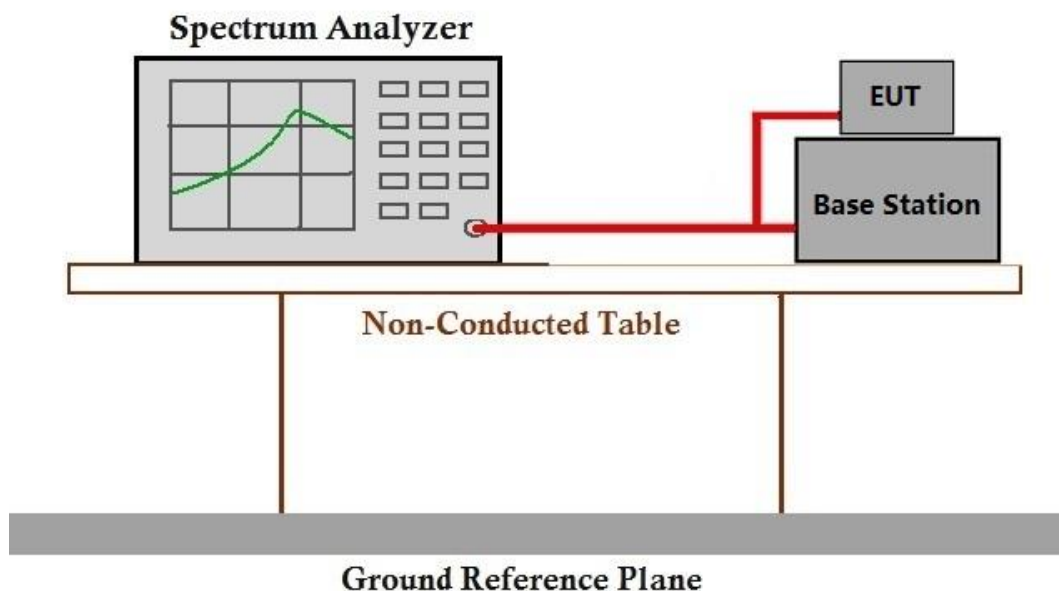 Spectrum Analyzer
EUT
Base Station
Non-Conducted Table
Ground Reference Plane